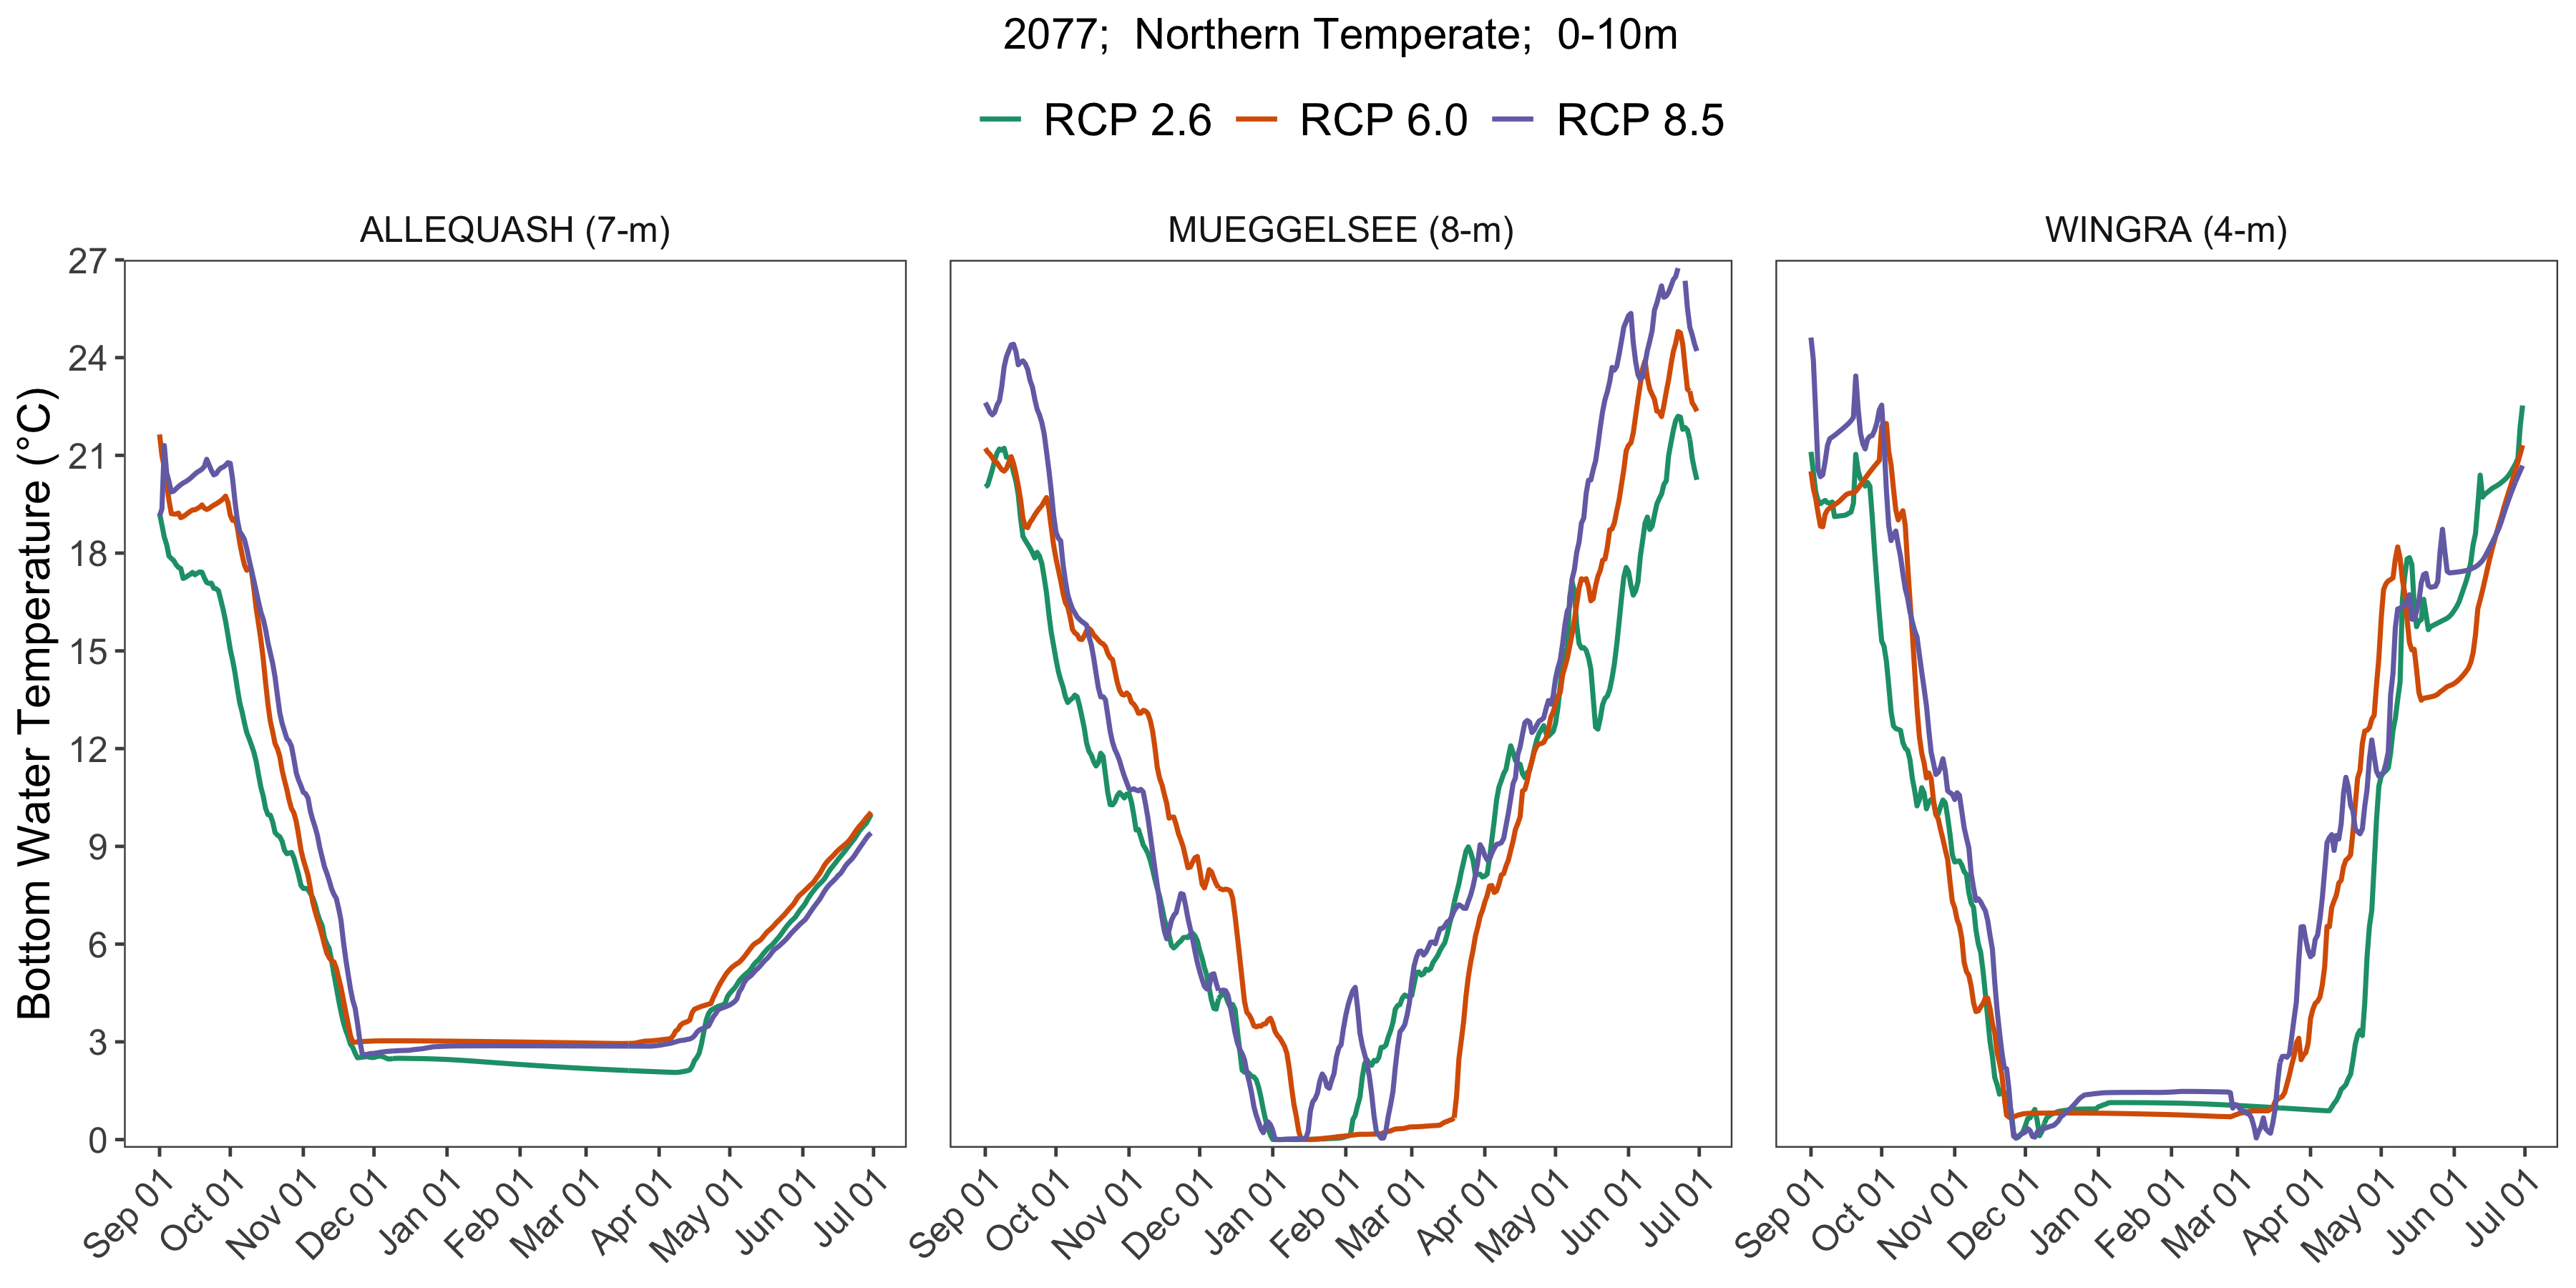 2077;  Northern Temperate;  0-10m
RCP 2.6 RCP 6.0 RCP 8.5
ALLEQUASH (7-m) MUEGGELSEE (8-m) WINGRA (4-m)
Bottom Water Temperature (°C)
27
24
21
18
15
12
9
6
3
0
Sep 01 Oct 01 Nov 01 Dec 01 Jan 01 Feb 01 Mar 01 Apr 01 May 01 Jun 01 Jul 01 Sep 01 Oct 01 Nov 01 Dec 01 Jan 01 Feb 01 Mar 01 Apr 01 May 01 Jun 01 Jul 01 Sep 01 Oct 01 Nov 01 Dec 01 Jan 01 Feb 01 Mar 01 Apr 01 May 01 Jun 01 Jul 01